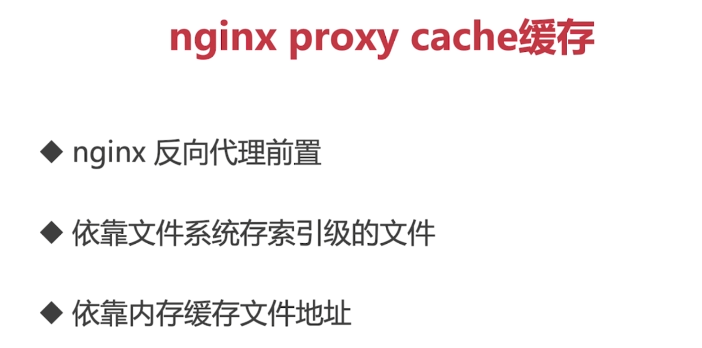 nginx proxy cache缓存
◆ nginx 反向代理前置
◆ 依靠文件系统存索引级的文件
◆ 依靠内存缓存文件地址